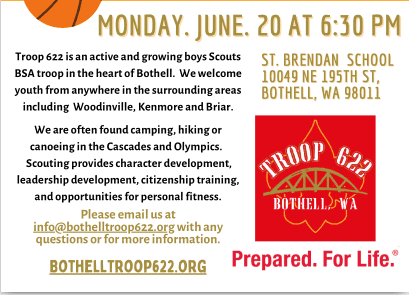 MONDAY. JUNE. 20 AT 6:30 PM
Troop 622 is an active and growing boys Scouts
BSA troop in the heart of Bothell.  We welcome
youth from anywhere in the surrounding areas
including  Woodinville, Kenmore and Briar.
We are often found camping, hiking or
canoeing in the Cascades and Olympics.
Scouting provides character development,
leadership development, citizenship training,
and opportunities for personal fitness.
Please email us at
info@bothelltroop622.org with any
questions or for more information.
BOTHELLTROOP622.ORG
ST. BRENDAN  SCHOOL
10049 NE 195TH ST,
BOTHELL, WA 98011
TROOP 622
BOTHELL, WA
Prepared. For Life.®